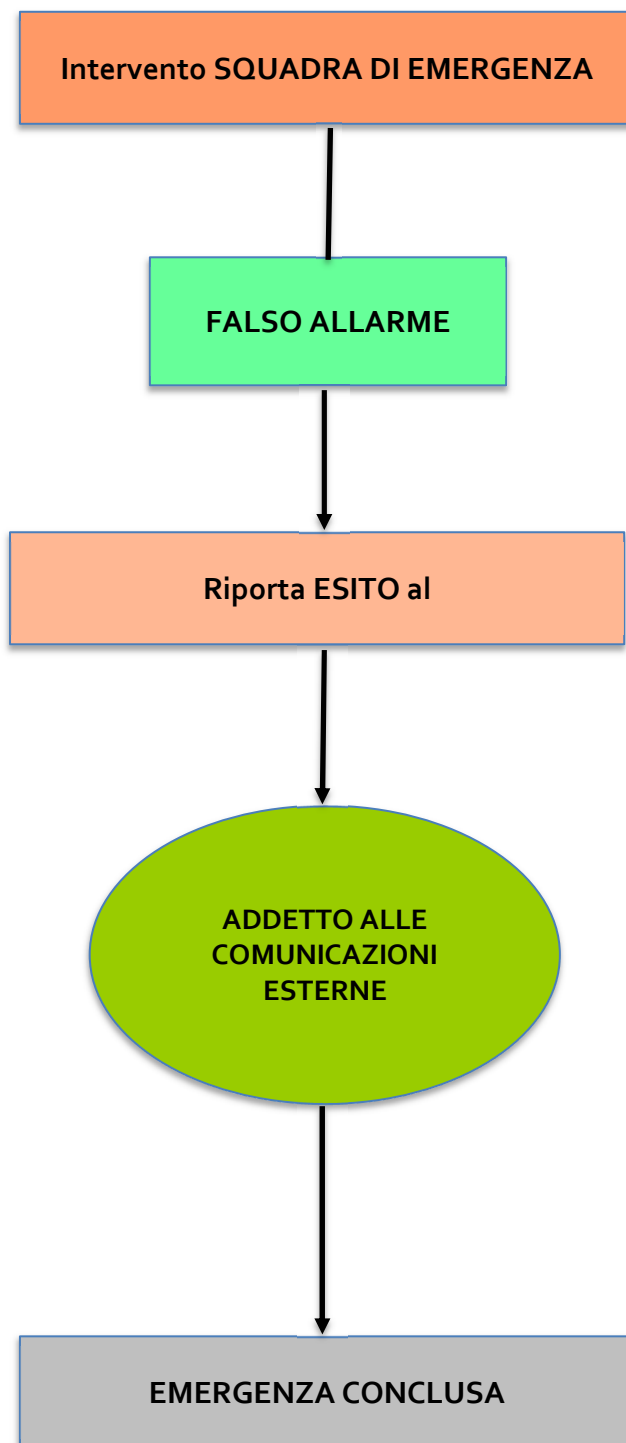 Intervento SQUADRA DI EMERGENZA
FALSO ALLARME
Riporta ESITO al
ADDETTO ALLE
COMUNICAZIONI
ESTERNE
EMERGENZA CONCLUSA